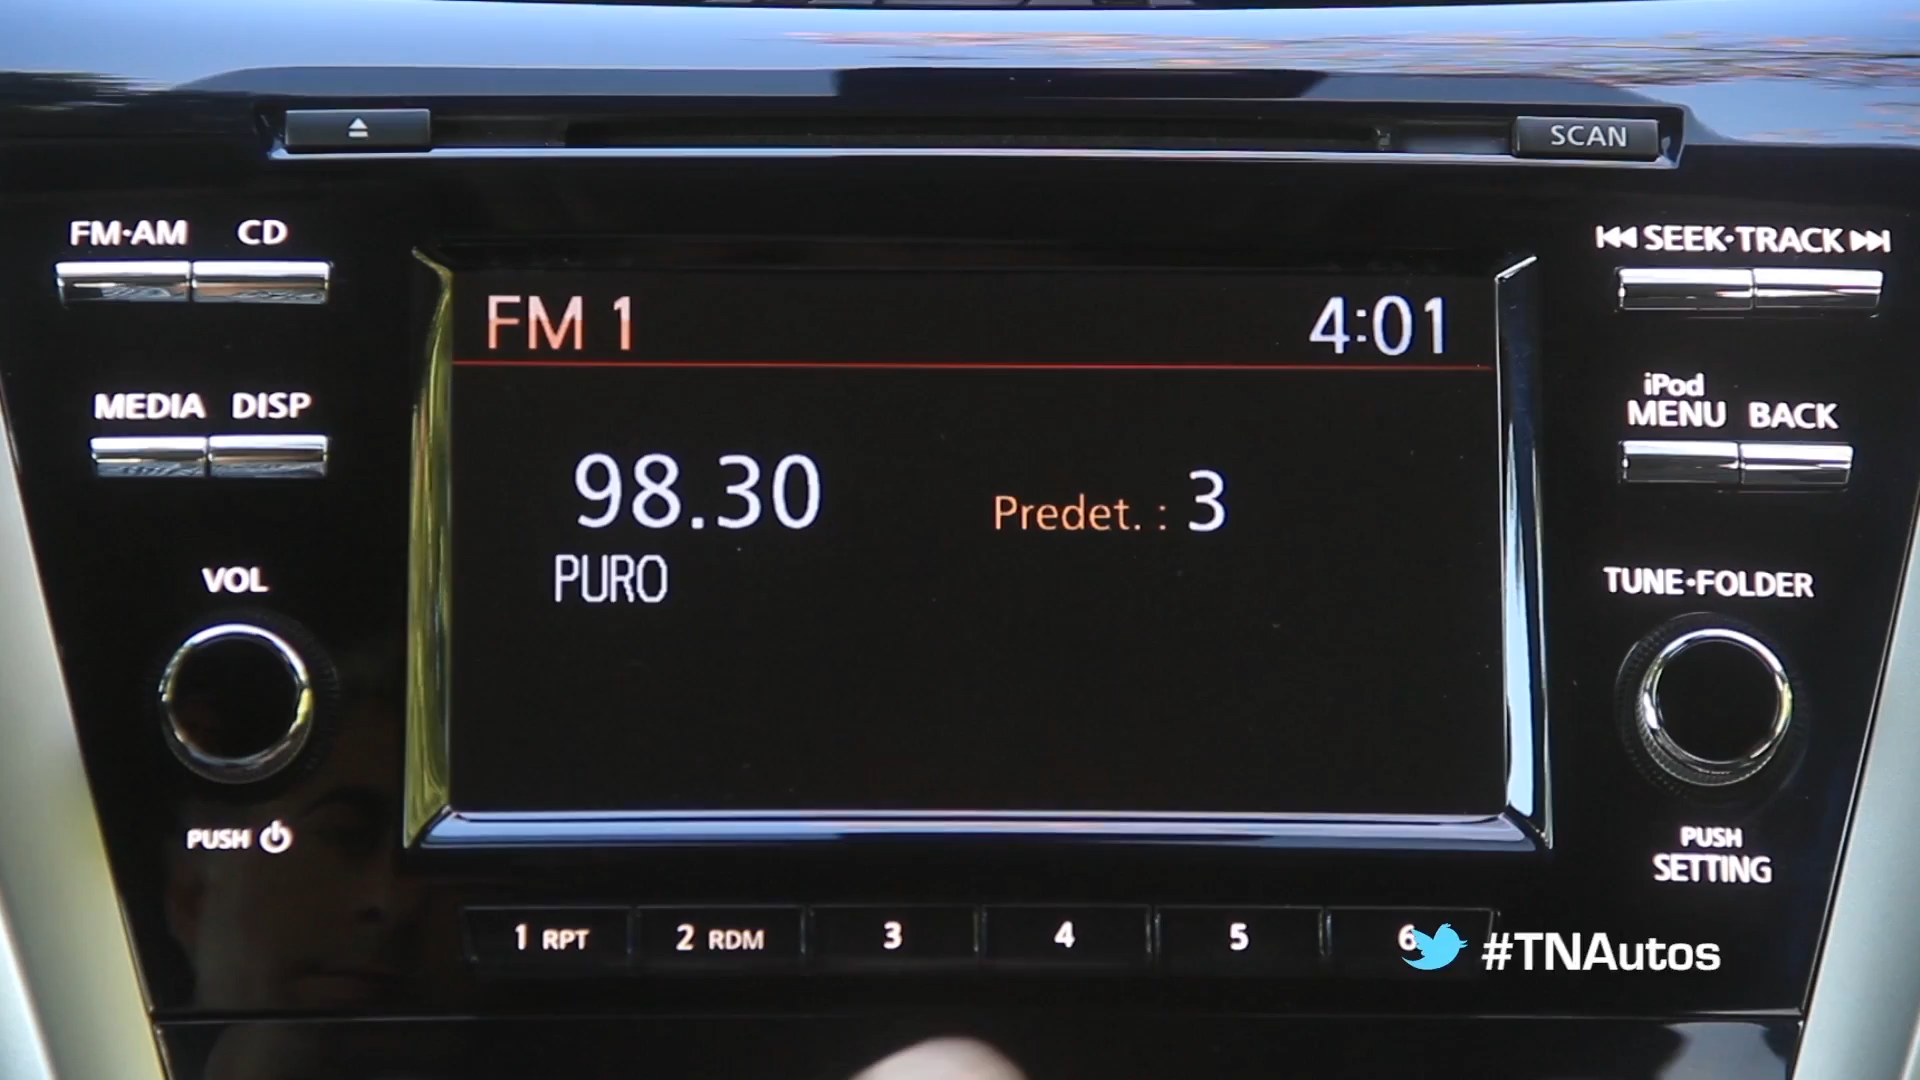 SCAN
FM·AM CD
SEEK·TRACK
FM 1 4:01
iPod
MEDIA DISP
MENU BACK
98.30
Predet. : 3
PURO
VOL
TUNE·FOLDER
PUSH
PUSH
SETTING
1 RPT 2 RDM 3 4 5 6
#TNAutos